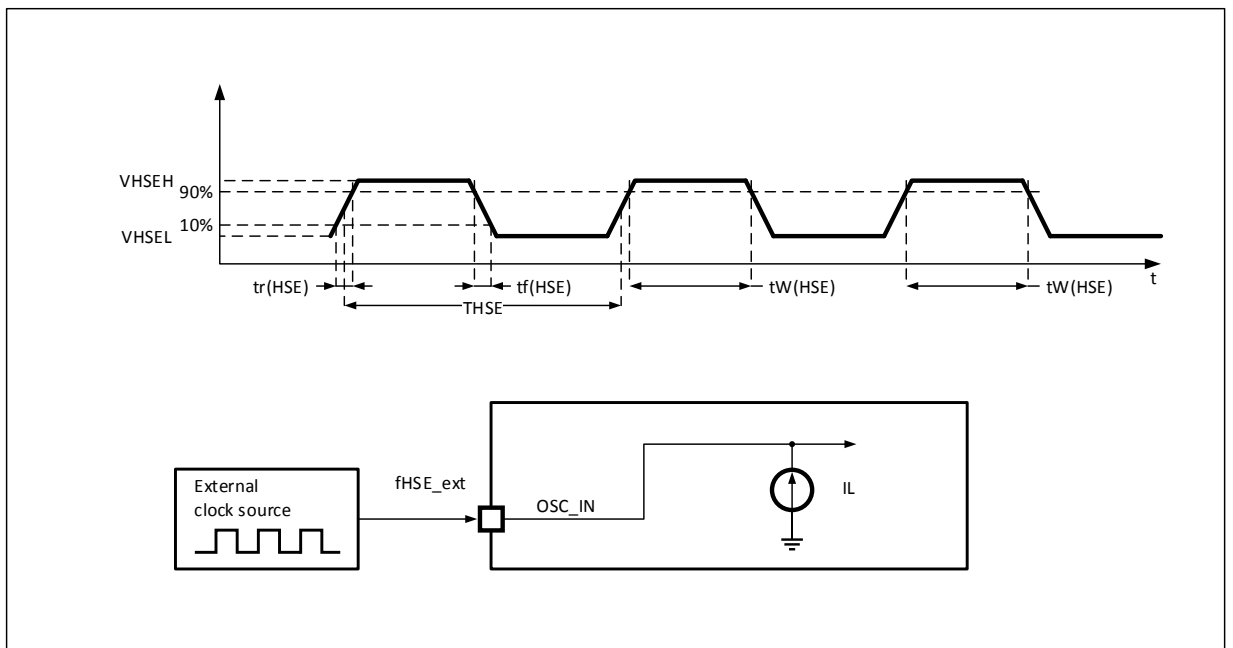 VHSEH
90%
10%
VHSEL
tr(HSE)
tf(HSE)
tW(HSE)
tW(HSE)
t
THSE
External
clock source
fHSE_ext
OSC_IN
IL